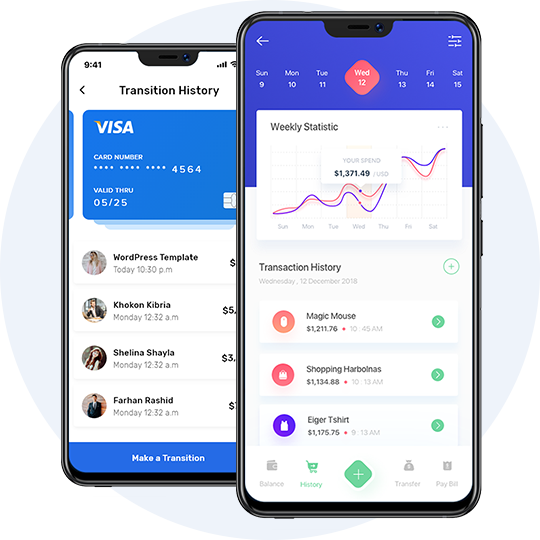 9:41
Transition History
VISA
CARD NUMBER
**** **** **** 4564
VALID THRU
05/25
WordPress Template
Today 10:30 p.m
$
Khokon Kibria
Monday 12:32 a.m
$5,
Shelina Shayla
Monday 12:32 a.m
$3,
Farhan Rashid
Monday 12:32 a.m
Make a Transition
Sun Mon Tue Wed Thu Fri Sat
9 10 11 12 13 14 15
Weekly Statistic
YOUR SPEND
$1,371.49 / USD
Sun Mon Tue Wed Thu Fri Sat
Transaction History
Wednesday , 12 December 2018
Magic Mouse
$1,211.76 • 10 : 45 AM
Shopping Harbolnas
$1,134.88 • 10 : 13 AM
Eiger Tshirt
$1,175.75 • 9 : 13 AM
Balance History Transfer Pay Bill